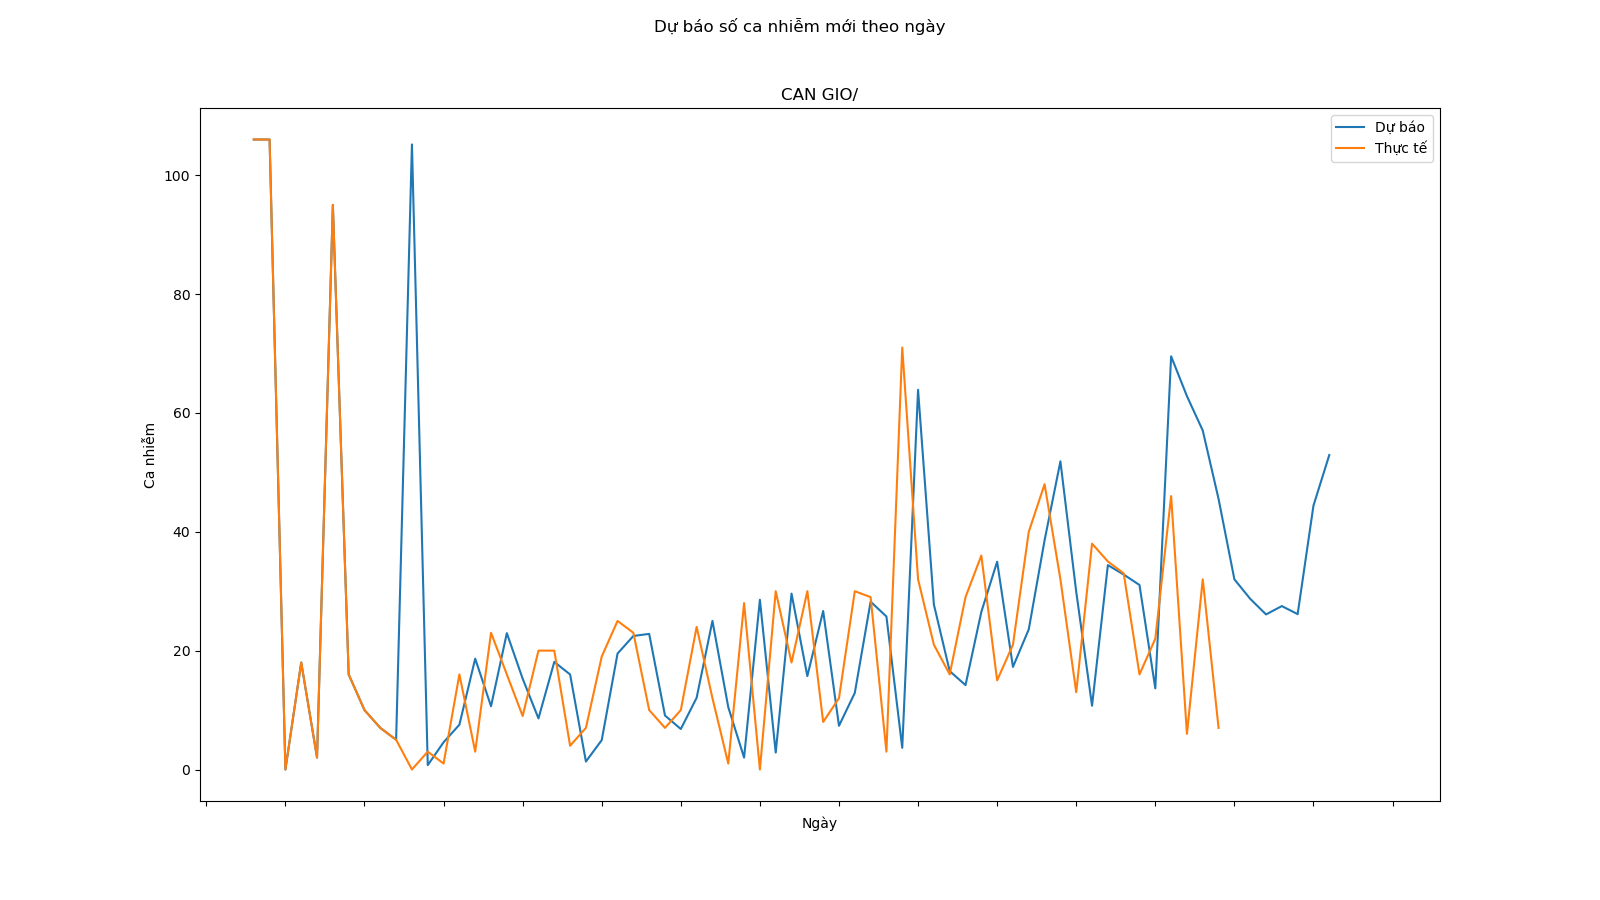 Dự báo số ca nhiễm mới theo ngày
CAN GIO/
Dự báo
Thực tế
100
80
60
40
20
0
Ca nhiễm
Ngày